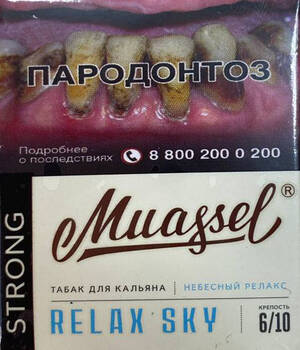 ПАРОДОНТОЗ
Подробнее
о последствиях 8 800 200 0 200
Muassel®
ТАБАК ДЛЯ КАЛЬЯНА | НЕБЕСНЫЙ РЕЛАКС
RELAX SKY
КРЕПОСТЬ
6/10
STRONG